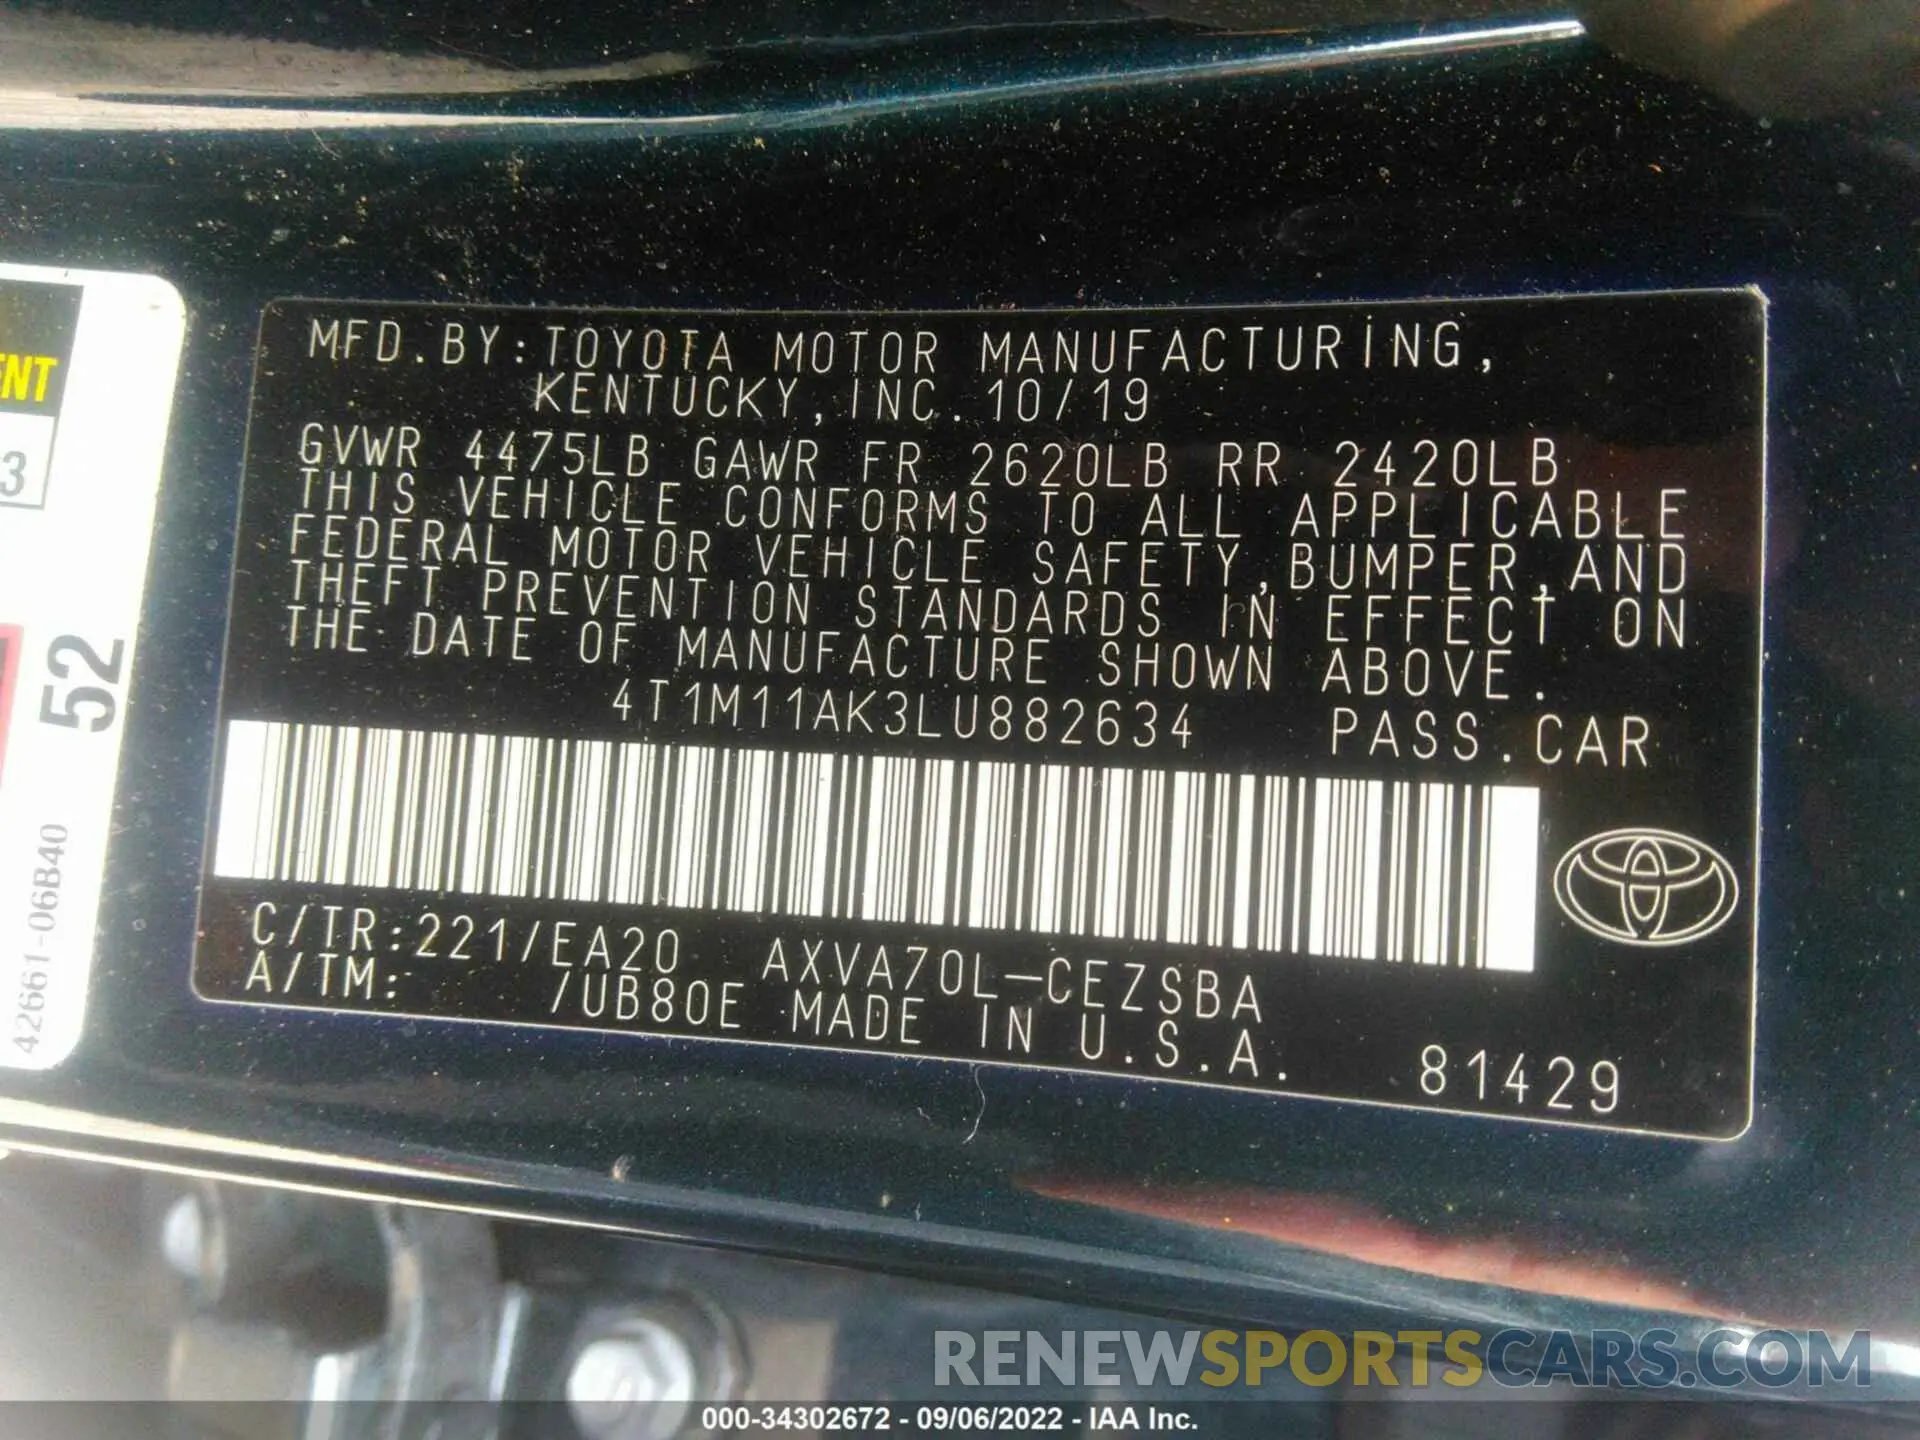 MFD.BY:TOYOTA MOTOR MANUFACTURING,
KENTUCKY,INC.10/19
GVWR 4475LB GAWR FR 2620LB RR 2420LB
THIS VEHICLE CONFORMS TO ALL APPLICABLE
FEDERAL MOTOR VEHICLE SAFETY,BUMPER,AND
THEFT PREVENTION STANDARDS IN EFFECT ON
THE DATE OF MANUFACTURE SHOWN ABOVE.
4T1M11AK3LU882634 PASS.CAR
C/TR:221/EA20 AXVA70L-CEZSBA
A/TM: /UB80E MADE IN U.S.A.
81429
ENT
3
52
42661-06B40
RENEWSPORTSCARS.COM
000-34302672 - 09/06/2022 - IAA Inc.